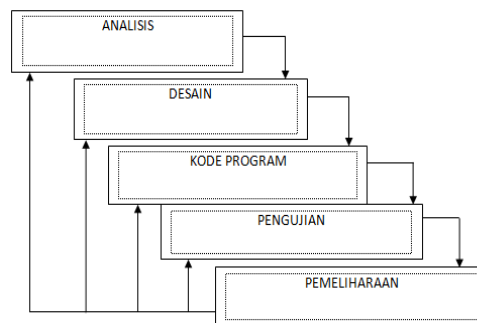 ANALISIS
DESAIN
KODE PROGRAM
PENGUJIAN
PEMELIHARAAN